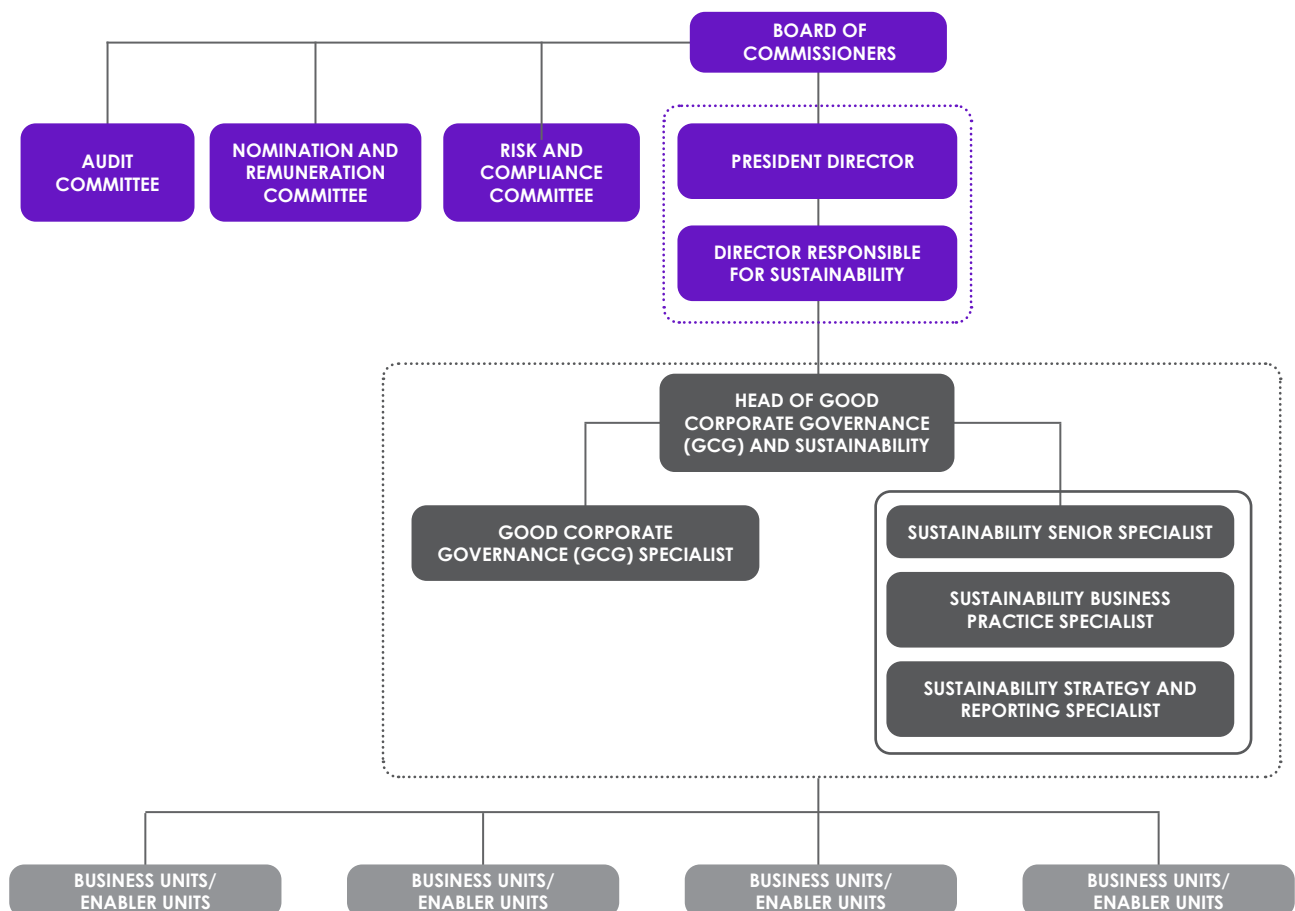 BOARD OF
COMMISSIONERS
AUDIT
COMMITTEE
NOMINATION AND
REMUNERATION
COMMITTEE
RISK AND
COMPLIANCE
COMMITTEE
PRESIDENT DIRECTOR
DIRECTOR RESPONSIBLE
FOR SUSTAINABILITY
HEAD OF GOOD
CORPORATE GOVERNANCE
(GCG) AND SUSTAINABILITY
GOOD CORPORATE
GOVERNANCE (GCG) SPECIALIST
SUSTAINABILITY SENIOR SPECIALIST
SUSTAINABILITY BUSINESS
PRACTICE SPECIALIST
SUSTAINABILITY STRATEGY AND
REPORTING SPECIALIST
BUSINESS UNITS/
ENABLER UNITS
BUSINESS UNITS/
ENABLER UNITS
BUSINESS UNITS/
ENABLER UNITS
BUSINESS UNITS/
ENABLER UNITS